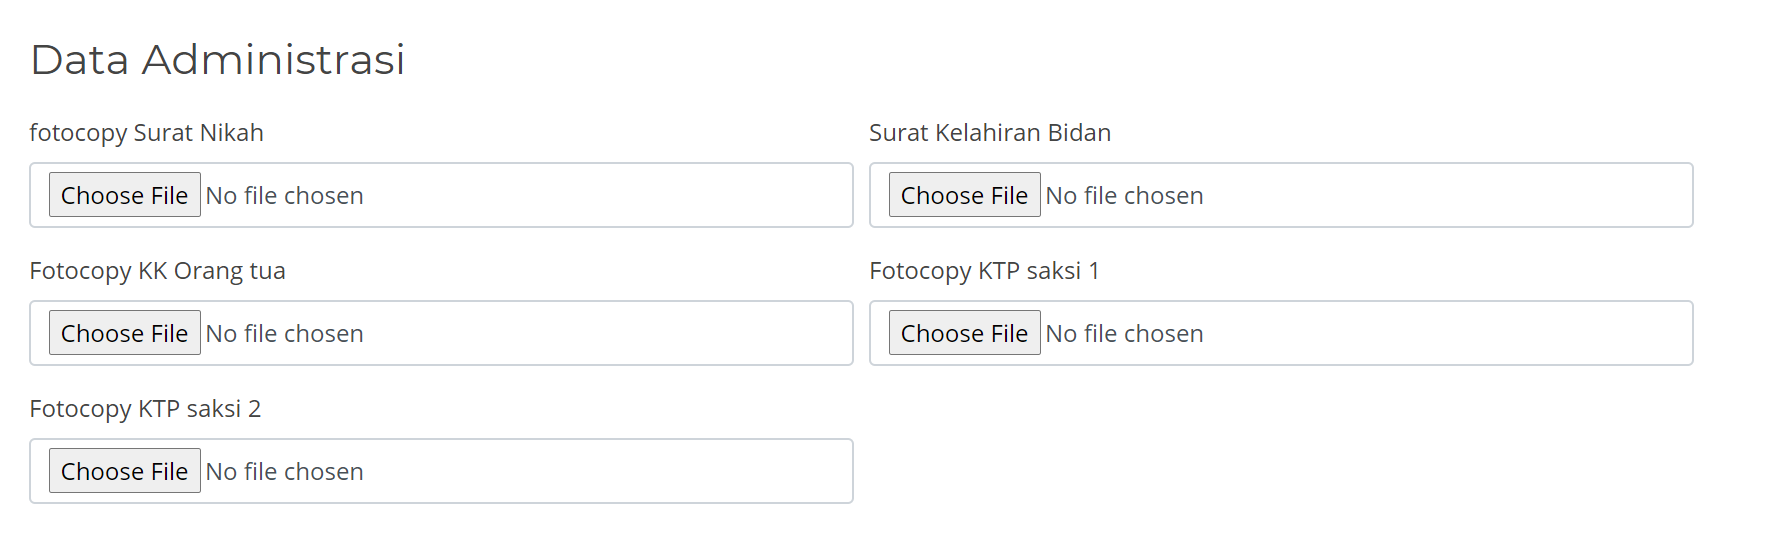 Data Administrasi
fotocopy Surat Nikah
Surat Kelahiran Bidan
Choose File No file chosen
Choose File No file chosen
Fotocopy KK Orang tua
Fotocopy KTP saksi 1
Choose File No file chosen
Choose File No file chosen
Fotocopy KTP saksi 2
Choose File No file chosen